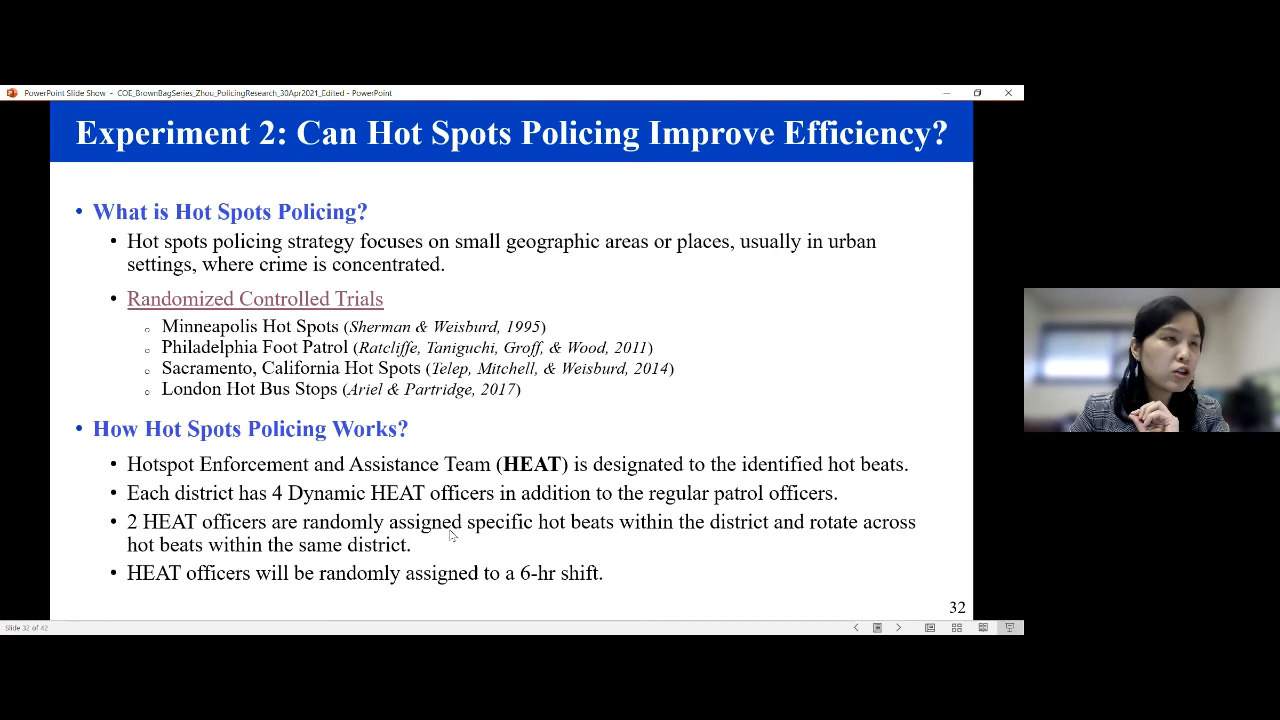 PowerPoint Slide Show - COE_BrownBagSeries_Zhou_PolicingResearch_30Apr2021_Edited - PowerPoint
Experiment 2: Can Hot Spots Policing Improve Efficiency?
• What is Hot Spots Policing?
• Hot spots policing strategy focuses on small geographic areas or places, usually in urban
settings, where crime is concentrated.
• Randomized Controlled Trials
○ Minneapolis Hot Spots (Sherman & Weisburd, 1995)
○ Philadelphia Foot Patrol (Ratcliffe, Taniguchi, Groff, & Wood, 2011)
○ Sacramento, California Hot Spots (Telep, Mitchell, & Weisburd, 2014)
○ London Hot Bus Stops (Ariel & Partridge, 2017)
• How Hot Spots Policing Works?
• Hotspot Enforcement and Assistance Team (HEAT) is designated to the identified hot beats.
• Each district has 4 Dynamic HEAT officers in addition to the regular patrol officers.
• 2 HEAT officers are randomly assigned specific hot beats within the district and rotate across
hot beats within the same district.
• HEAT officers will be randomly assigned to a 6-hr shift.
32
Slide 32 of 42